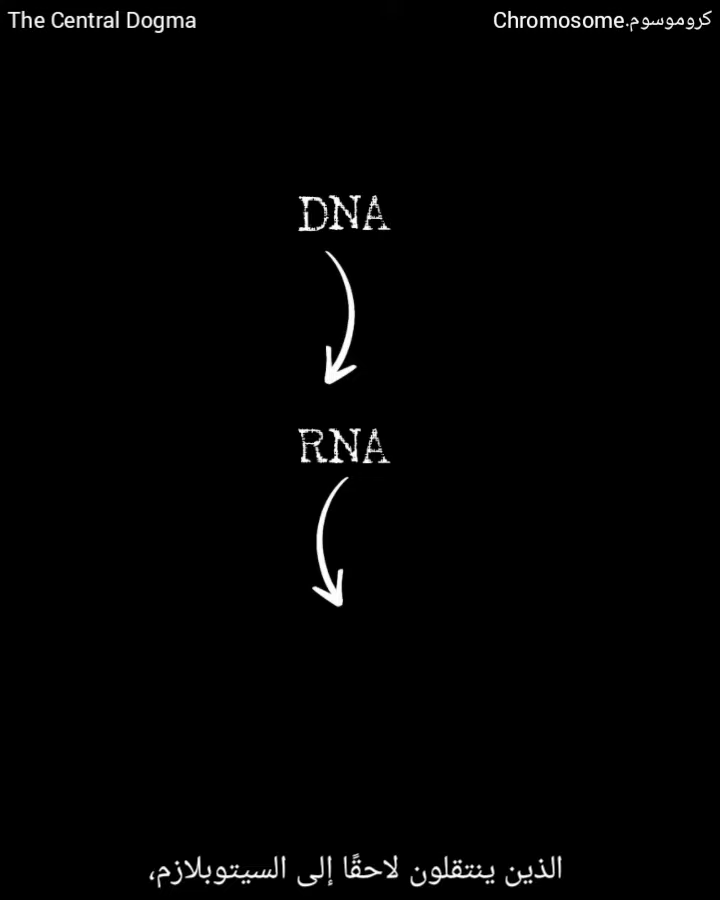 The Central Dogma
Chromosome.كروموسوم
DNA
RNA
الذين ينتقلون لاحقًا إلى السيتوبلازم،